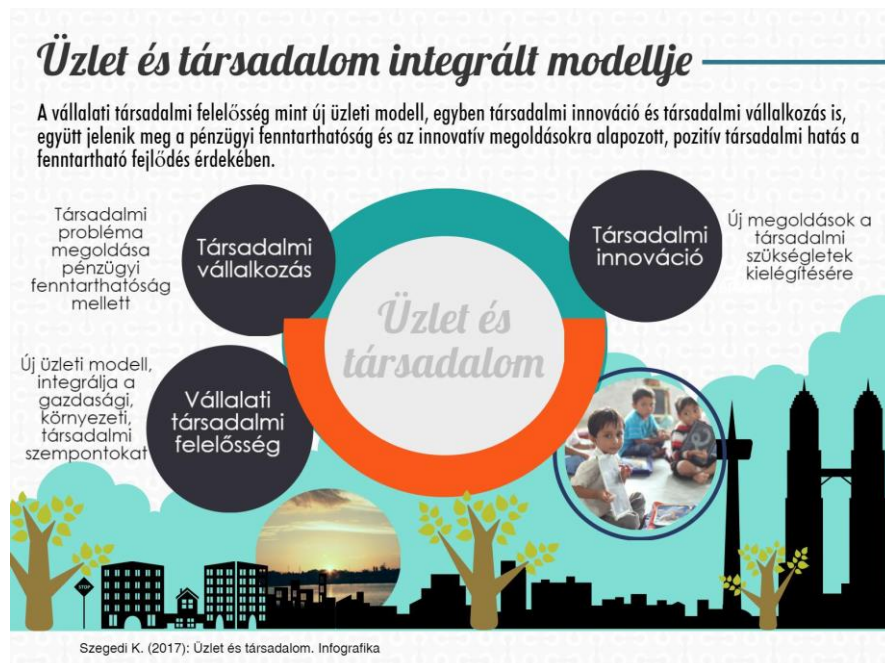 Üzlet és társadalom integrált modellje
A vállalati társadalmi felelősség mint új üzleti modell, egyben társadalmi innováció és társadalmi vállalkozás is,
együtt jelenik meg a pénzügyi fenntarthatóság és az innovatív megoldásokra alapozott, pozitív társadalmi hatás a
fenntartható fejlődés érdekében.
Társadalmi
probléma
megoldása
pénzügyi
fenntarthatóság
mellett
Társadalmi
vállalkozás
Társadalmi
innováció
Új megoldások a
társadalmi
szükségletek
kielégítésére
Üzlet és
társadalom
Új üzleti modell,
integrálja a
gazdasági,
környezeti,
társadalmi
szempontokat
Vállalati
társadalmi
felelősség
STOP
Szegedi K. (2017): Üzlet és társadalom. Infografika